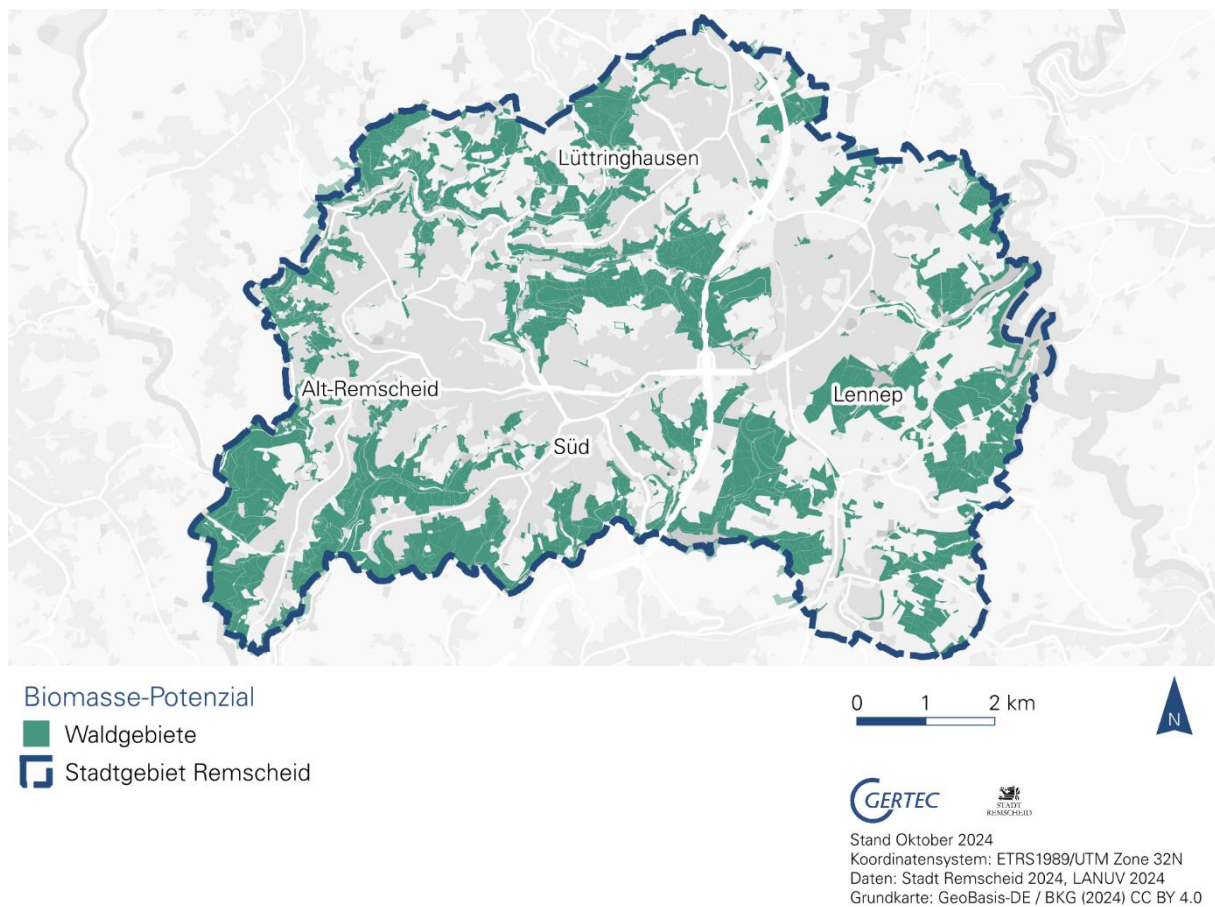 Lüttringhausen
Alt-Remscheid
Lennep
Süd
Biomasse-Potenzial
Waldgebiete
Stadtgebiet Remscheid
0 1 2 km
N
GERTEC
STADT
REMSCHEID
Stand Oktober 2024
Koordinatensystem: ETRS1989/UTM Zone 32N
Daten: Stadt Remscheid 2024, LANUV 2024
Grundkarte: GeoBasis-DE / BKG (2024) CC BY 4.0